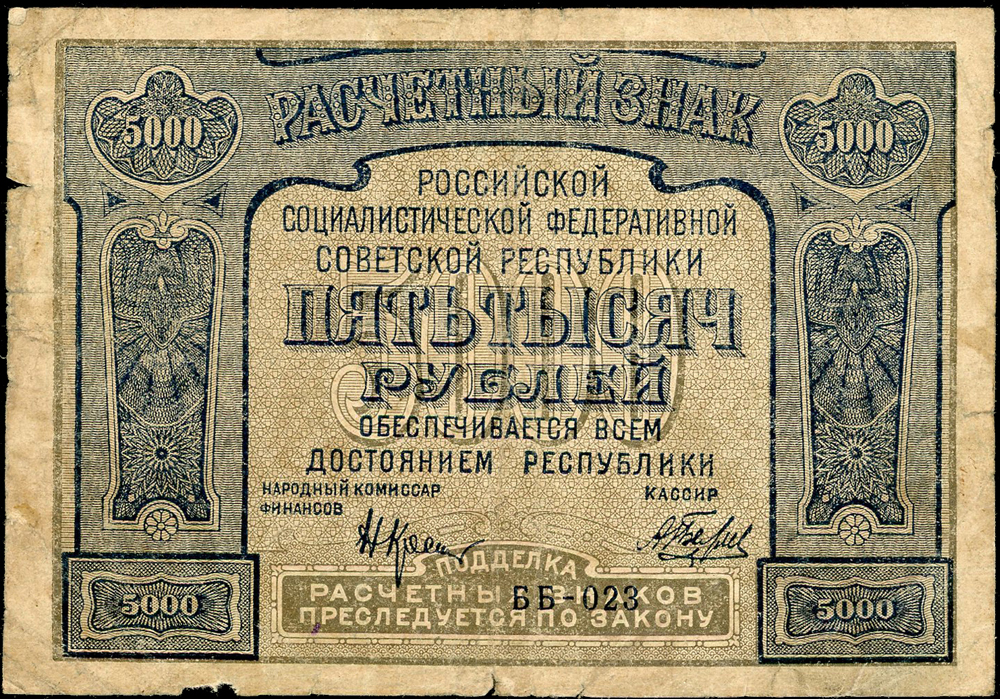 РАСЧЕТНЫЙ ЗНАК
5000 5000
РОССИЙСКОЙ
СОЦИАЛИСТИЧЕСКОЙ ФЕДЕРАТИВНОЙ
СОВЕТСКОЙ РЕСПУБЛИКИ
5000
ПЯТЬ ТЫСЯЧ
РУБЛЕЙ
ОБЕСПЕЧИВАЕТСЯ ВСЕМ
ДОСТОЯНИЕМ РЕСПУБЛИКИ
НАРОДНЫЙ КОМИССАР КАССИР
ФИНАНСОВ
ПОДДЕЛКА
5000 5000
РАСЧЕТНЫХ ЗНАКОВ
ББ-023
ПРЕСЛЕДУЕТСЯ ПО ЗАКОНУ